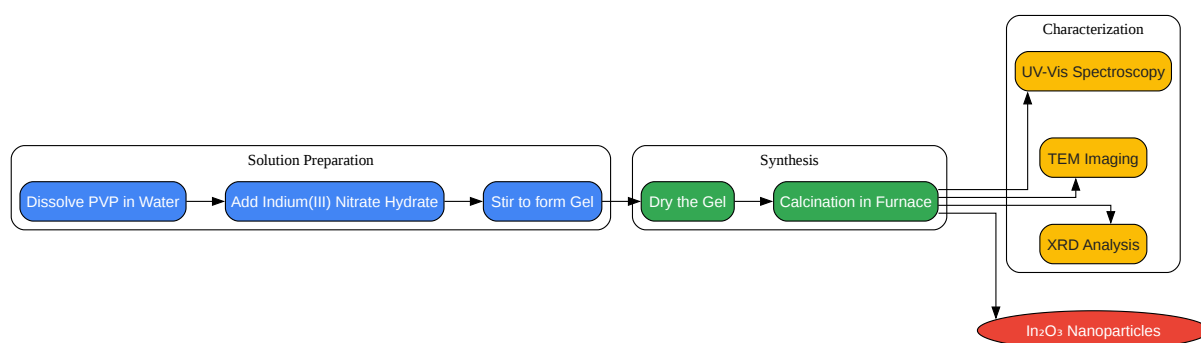 Solution Preparation
Dissolve PVP in Water
Add Indium(III) Nitrate Hydrate
Stir to form Gel
Synthesis
Dry the Gel
Calcination in Furnace
Characterization
UV-Vis Spectroscopy
TEM Imaging
XRD Analysis
In₂O₃ Nanoparticles